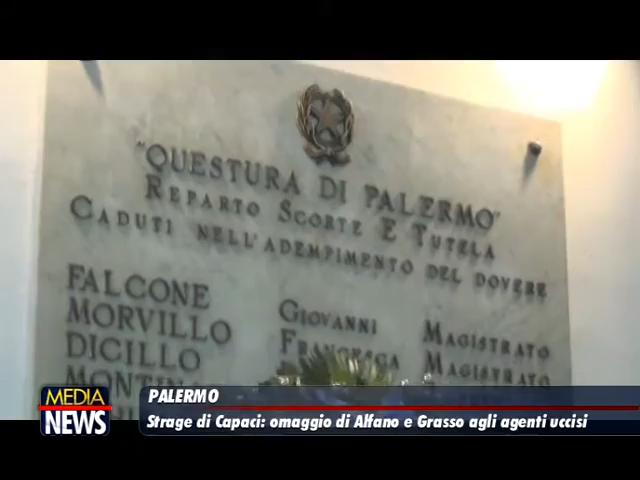 "QUESTURA DI PALERMO"
REPARTO SCORTE E TUTELA
CADUTI NELL'ADEMPIMENTO DEL DOVERE
FALCONE GIOVANNI MAGISTRATO
MORVILLO FRANCESCA MAGISTRATO
DICILLO
MEDIA NEWS
PALERMO
Strage di Capaci: omaggio di Alfano e Grasso agli agenti uccisi